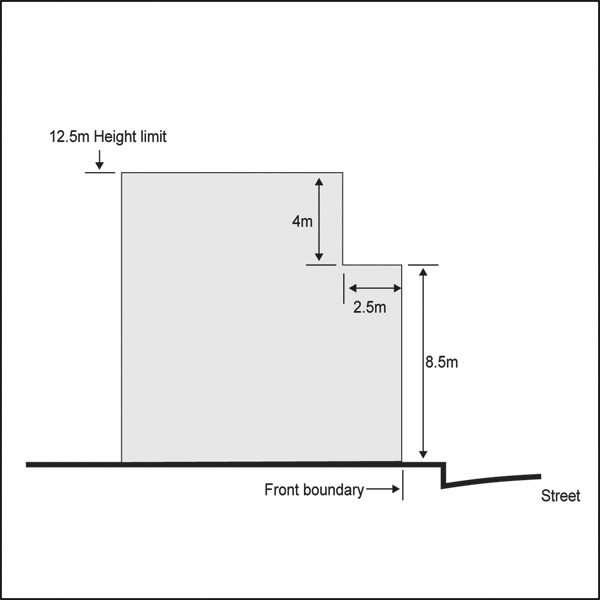 12.5m Height limit
4m
2.5m
8.5m
Front boundary
Street